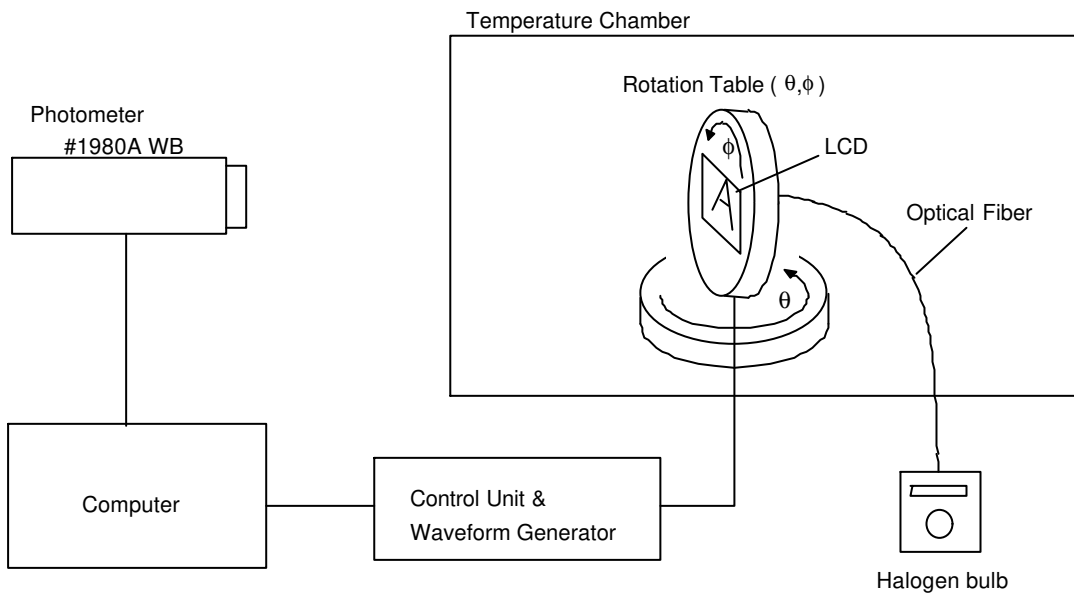 Temperature Chamber
Rotation Table ( θ,ϕ )
Photometer
#1980A WB
ϕ
LCD
A
Optical Fiber
θ
Computer
Control Unit &
Waveform Generator
Halogen bulb